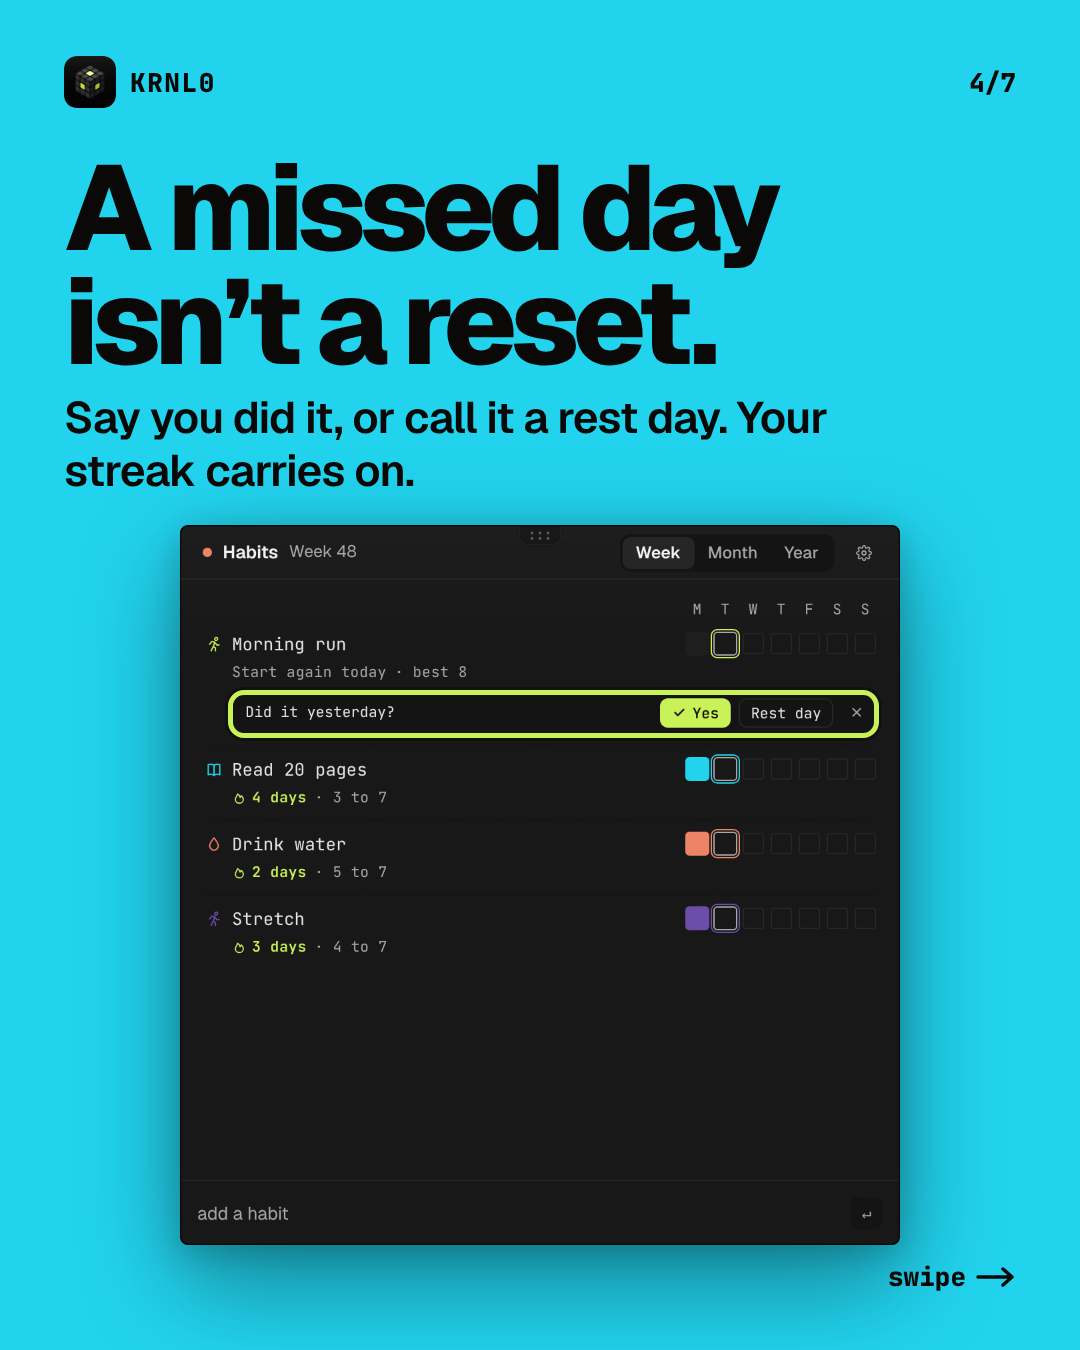 KRNL0
4/7
A missed day
isn’t a reset.
Say you did it, or call it a rest day. Your
streak carries on.
Habits Week 48 Week Month Year
M T W T F S S
Morning run
Start again today · best 8
Did it yesterday? Yes Rest day
Read 20 pages
4 days · 3 to 7
Drink water
2 days · 5 to 7
Stretch
3 days · 4 to 7
add a habit
swipe →